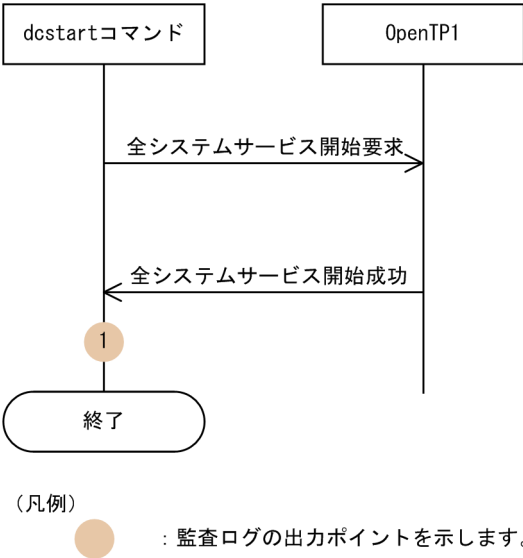 dcstartコマンド
OpenTP1
全システムサービス開始要求
全システムサービス開始成功
1
終了
(凡例)
：監査ログの出力ポイントを示します。